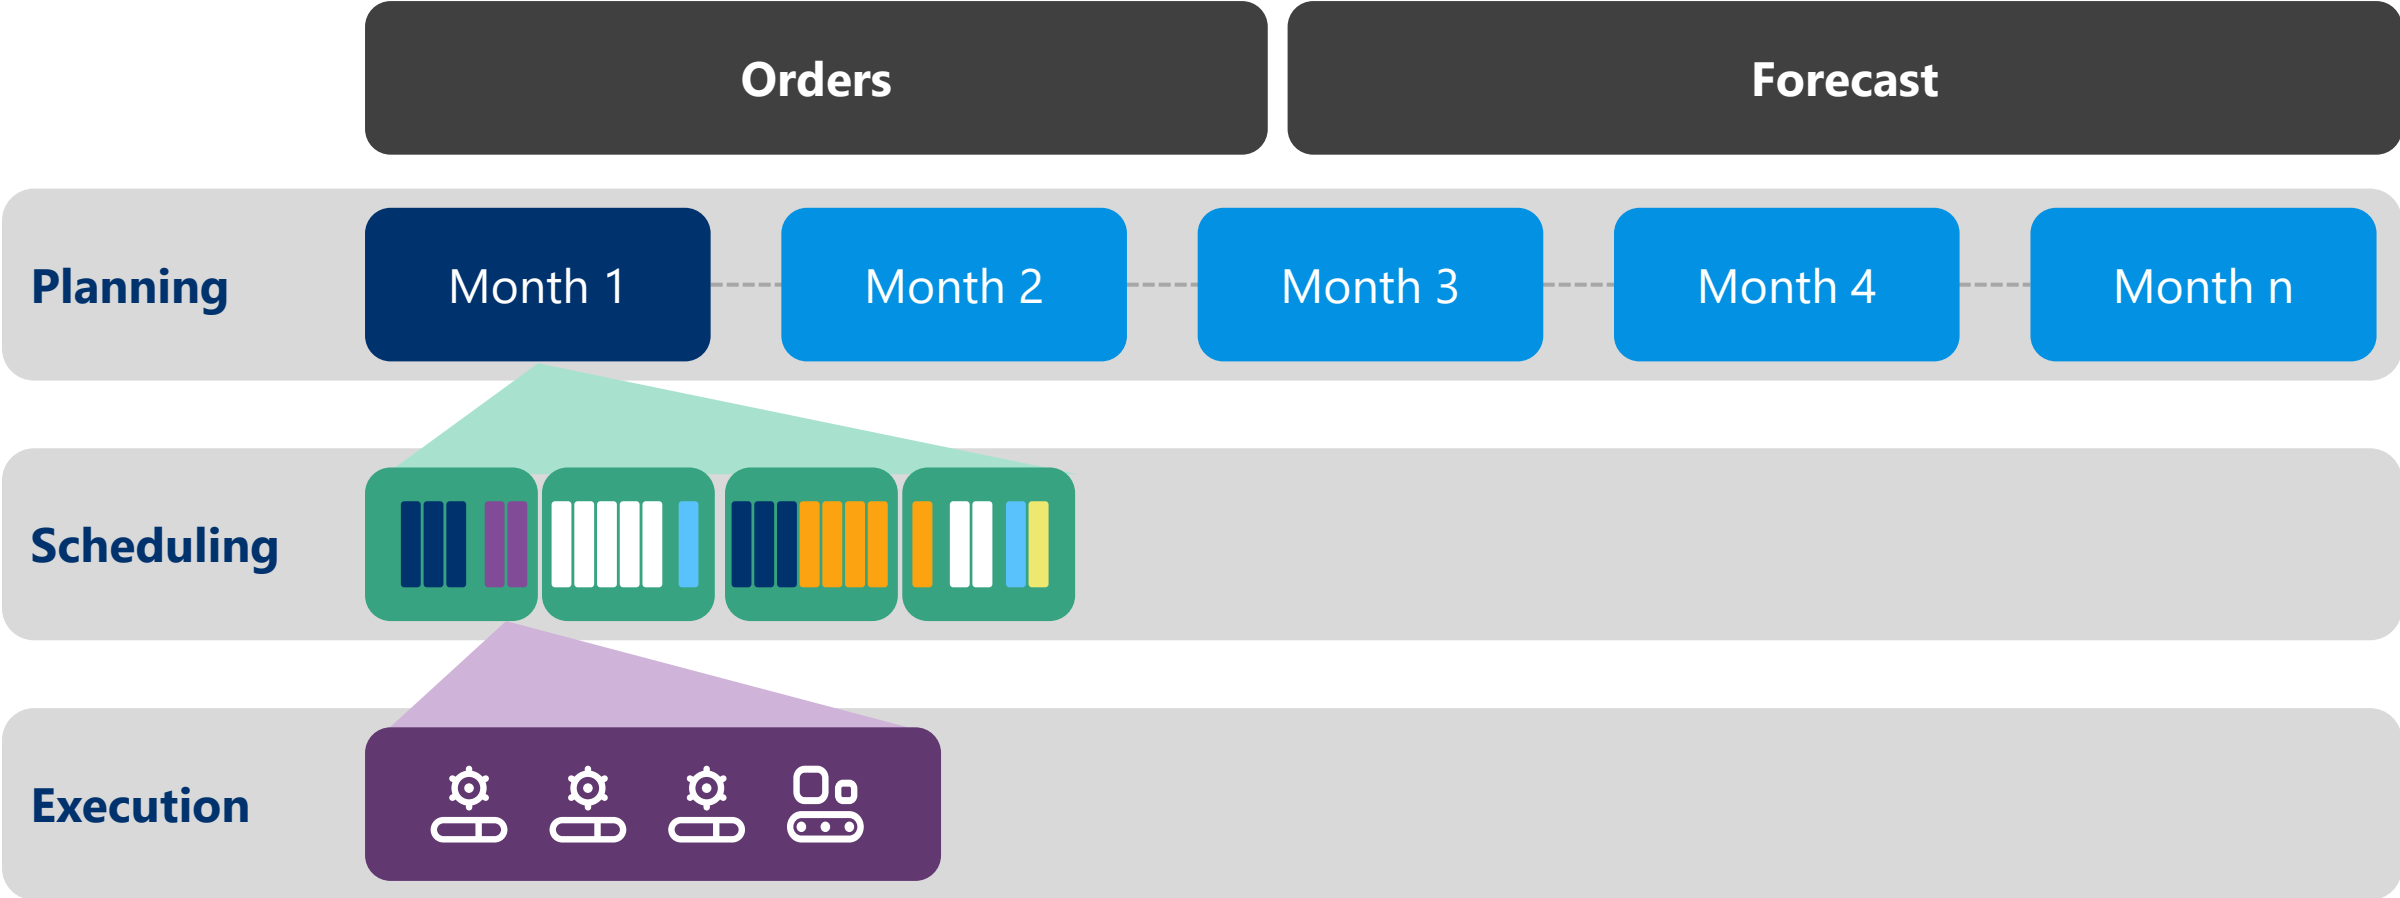 Orders
Forecast
Planning
Month 1
Month 2
Month 3
Month 4
Month n
Scheduling
Execution